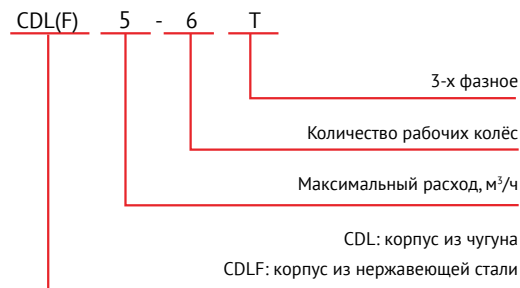 CDL(F) 5 - 6 T
3-х фазное
Количество рабочих колёс
Максимальный расход, м³/ч
CDL: корпус из чугуна
CDLF: корпус из нержавеющей стали